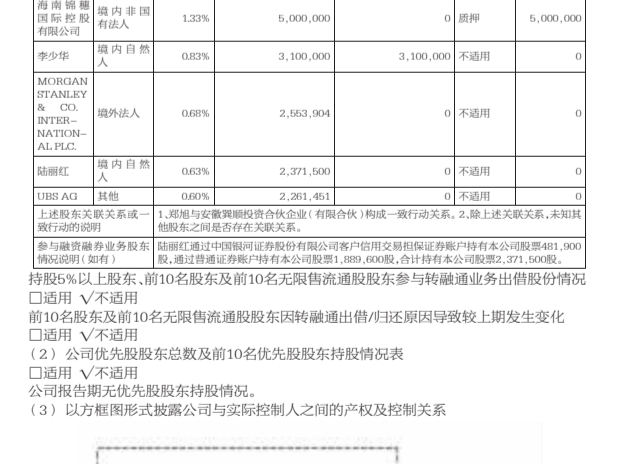 海南锦穗
国际控股
有限公司
境内非国
有法人
1.33%
5,000,000
0
质押
5,000,000
李少华
境内自然
人
0.83%
3,100,000
3,100,000
不适用
0
MORGAN
STANLEY
& CO.
INTER-
NATION-
AL PLC.
境外法人
0.68%
2,553,904
0
不适用
0
陆丽红
境内自然
人
0.63%
2,371,500
0
不适用
0
UBS AG
其他
0.60%
2,261,451
0
不适用
0
上述股东关联关系或一
致行动的说明
1、郑旭与安徽巽顺投资合伙企业（有限合伙）构成一致行动关系。2、除上述关联关系，未知其
他股东之间是否存在关联关系。
参与融资融券业务股东
情况说明（如有）
陆丽红通过中国银河证券股份有限公司客户信用交易担保证券账户持有本公司股票481,900
股，通过普通证券账户持有本公司股票1,889,600股，合计持有本公司股票2,371,500股。
持股5%以上股东、前10名股东及前10名无限售流通股股东参与转融通业务出借股份情况
□适用 √不适用
前10名股东及前10名无限售流通股股东因转融通出借/归还原因导致较上期发生变化
□适用 √不适用
（2）公司优先股股东总数及前10名优先股股东持股情况表
□适用 √不适用
公司报告期无优先股股东持股情况。
（3）以方框图形式披露公司与实际控制人之间的产权及控制关系